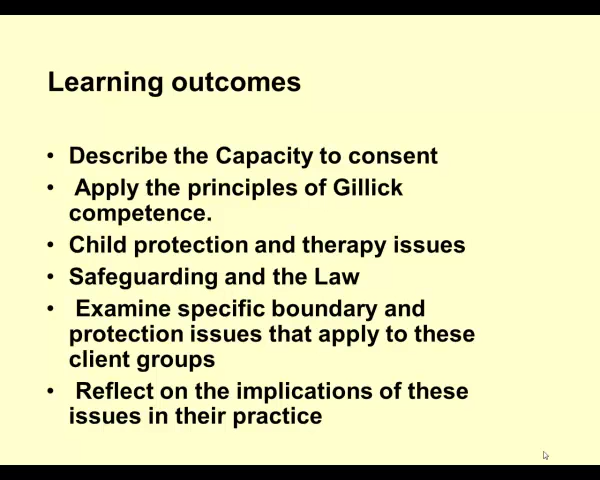 Learning outcomes
• Describe the Capacity to consent
• Apply the principles of Gillick
competence.
• Child protection and therapy issues
• Safeguarding and the Law
• Examine specific boundary and
protection issues that apply to these
client groups
• Reflect on the implications of these
issues in their practice